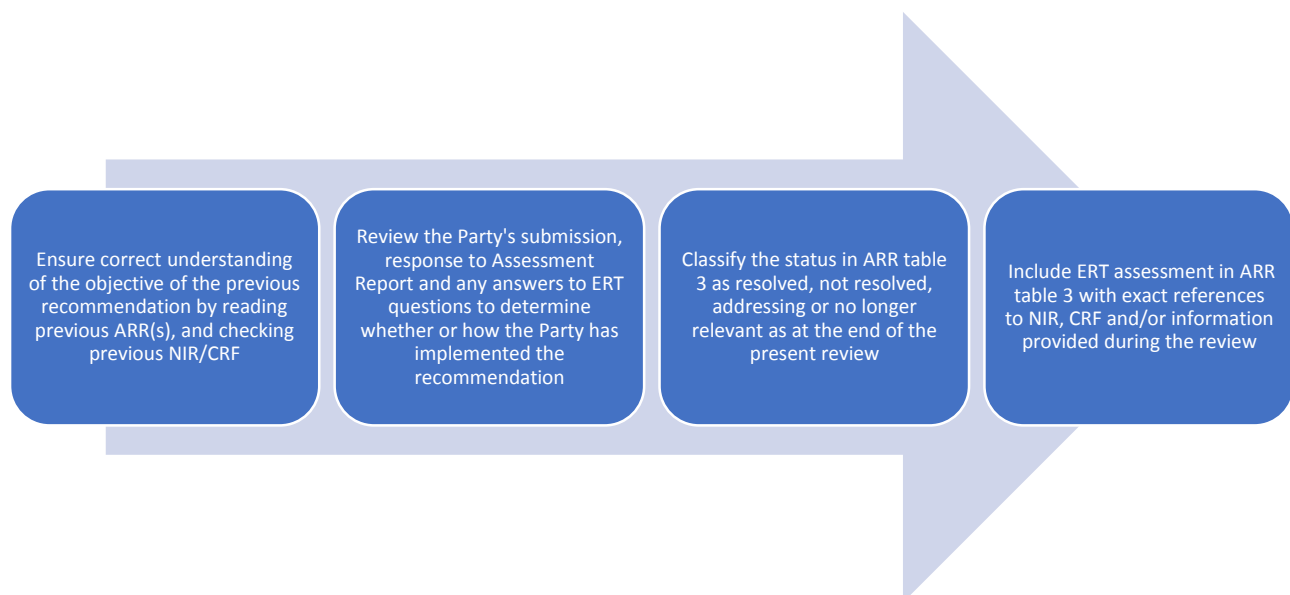 Ensure correct understanding
of the objective of the previous
recommendation by reading
previous ARR(s), and checking
previous NIR/CRF
Review the Party's submission,
response to Assessment
Report and any answers to ERT
questions to determine
whether or how the Party has
implemented the
recommendation
Classify the status in ARR table
3 as resolved, not resolved,
addressing or no longer
relevant as at the end of the
present review
Include ERT assessment in ARR
table 3 with exact references
to NIR, CRF and/or information
provided during the review